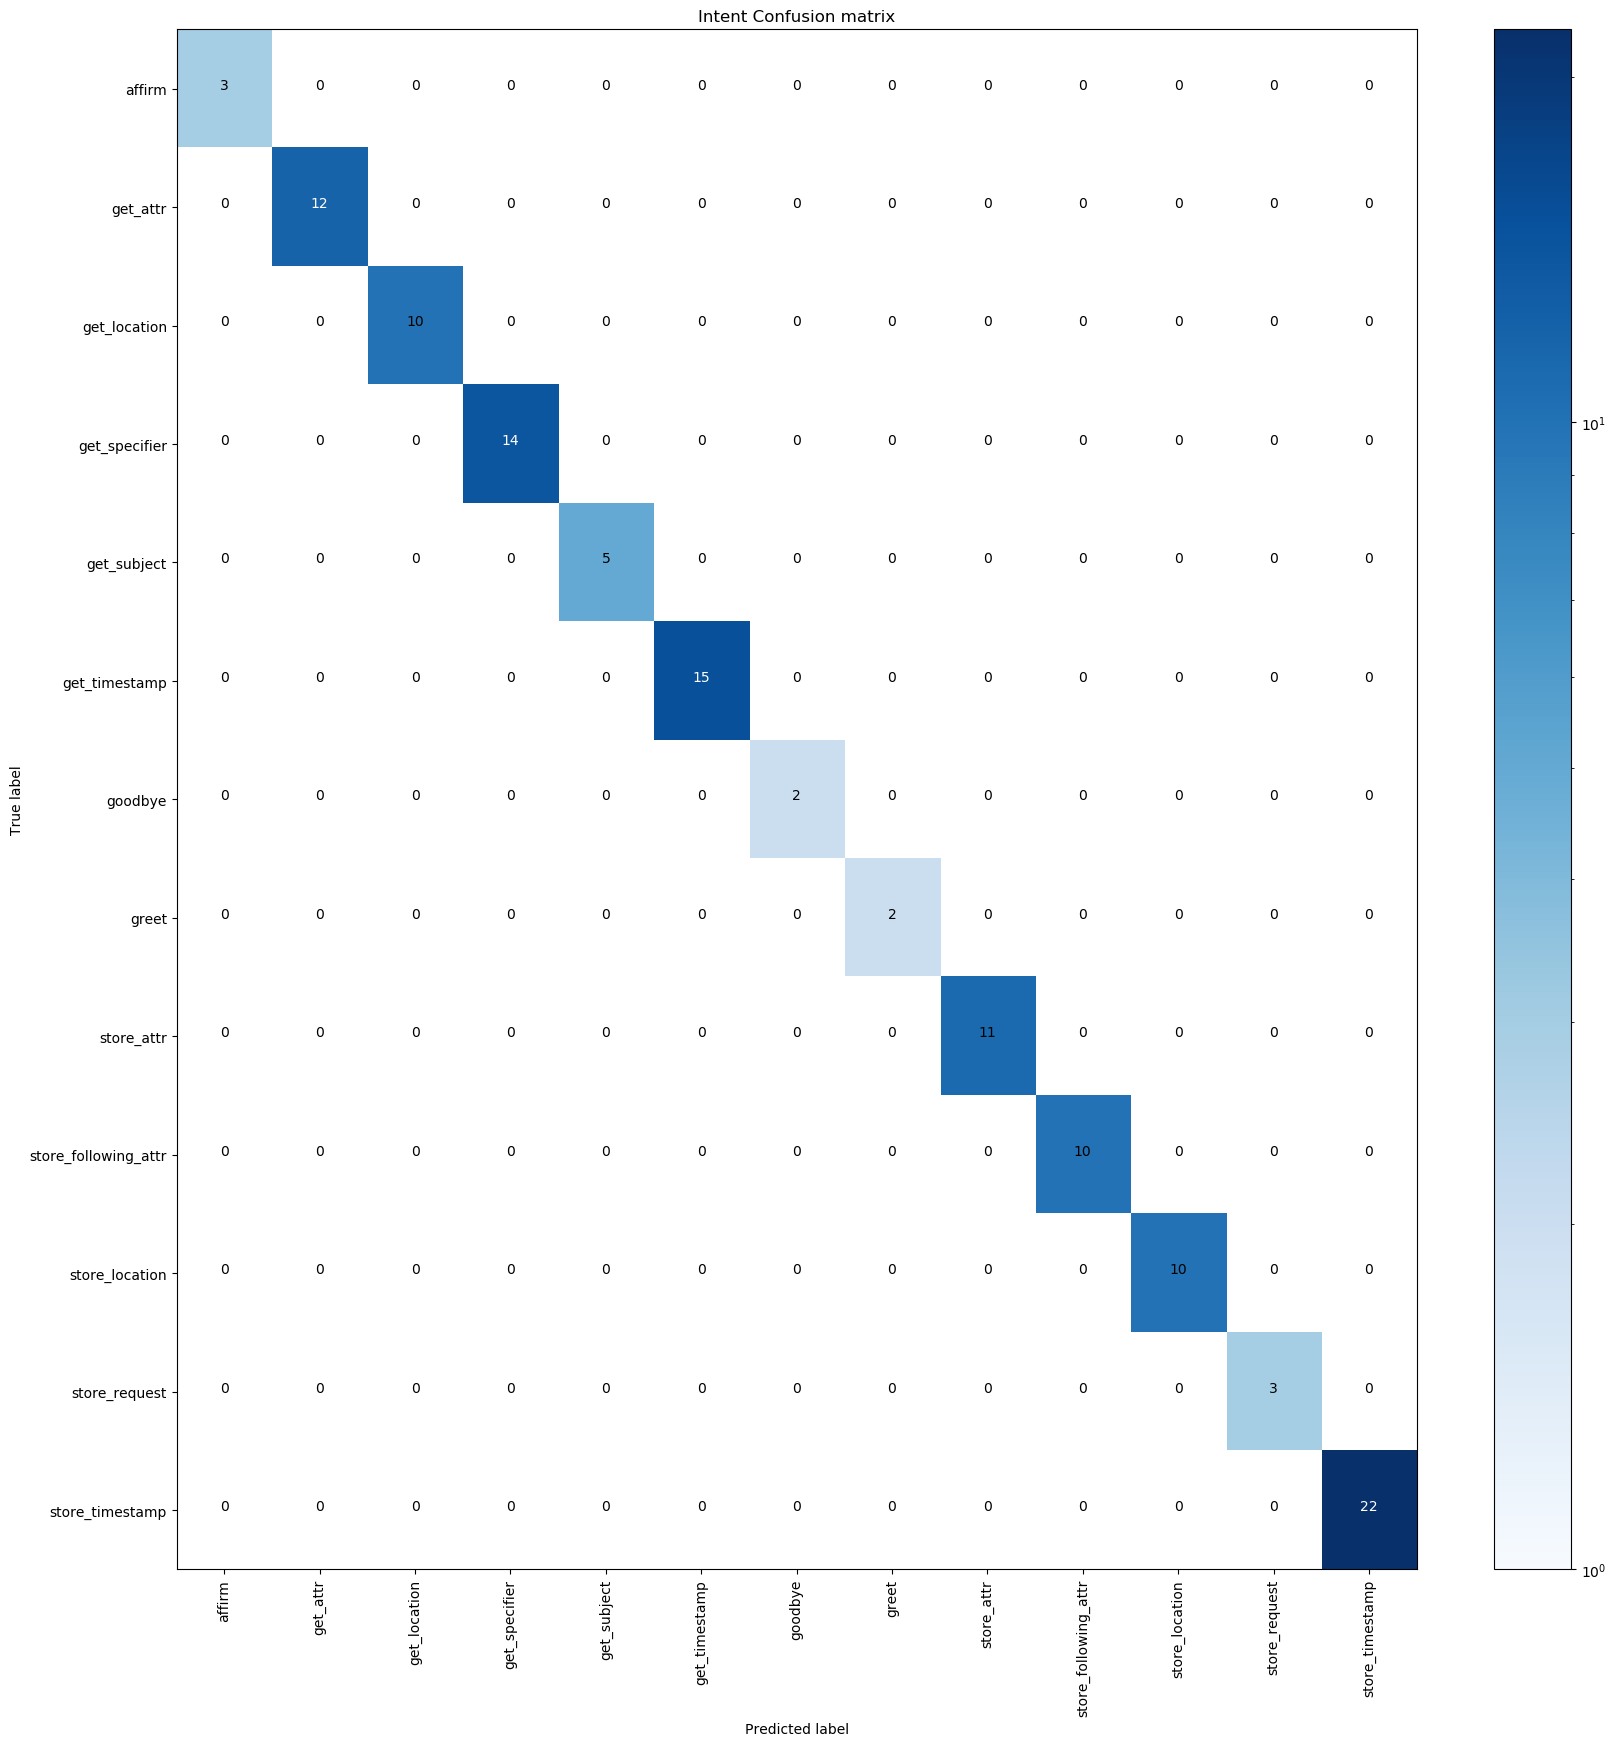 Intent Confusion matrix
affirm 3 0 0 0 0 0 0 0 0 0 0 0 0
get_attr 0 12 0 0 0 0 0 0 0 0 0 0 0
get_location 0 0 10 0 0 0 0 0 0 0 0 0 0
10¹
get_specifier 0 0 0 14 0 0 0 0 0 0 0 0 0
get_subject 0 0 0 0 5 0 0 0 0 0 0 0 0
get_timestamp 0 0 0 0 0 15 0 0 0 0 0 0 0
True label
goodbye 0 0 0 0 0 0 2 0 0 0 0 0 0
greet 0 0 0 0 0 0 0 2 0 0 0 0 0
store_attr 0 0 0 0 0 0 0 0 11 0 0 0 0
store_following_attr 0 0 0 0 0 0 0 0 0 10 0 0 0
store_location 0 0 0 0 0 0 0 0 0 0 10 0 0
store_request 0 0 0 0 0 0 0 0 0 0 0 3 0
store_timestamp 0 0 0 0 0 0 0 0 0 0 0 0 22
10⁰
affirm
get_attr
get_location
get_specifier
get_subject
get_timestamp
goodbye
greet
store_attr
store_following_attr
store_location
store_request
store_timestamp
Predicted label